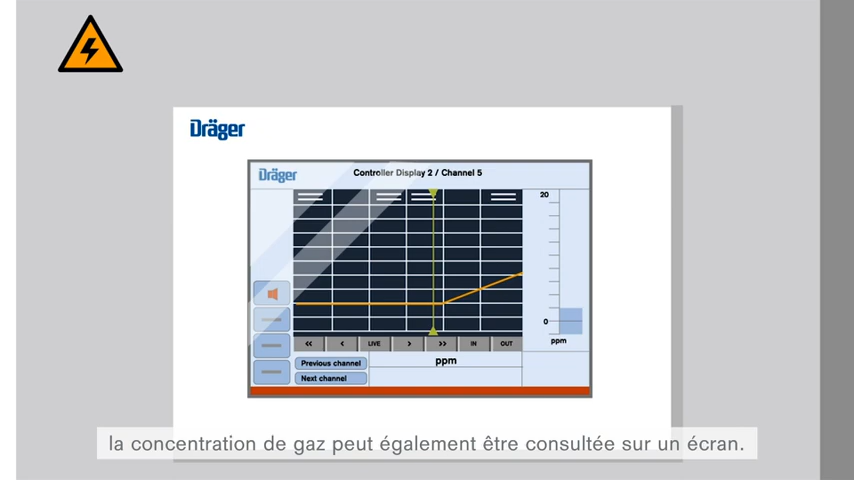 Dräger
Dräger
Controller Display 2 / Channel 5
20
0
ppm
<< < LIVE > >> IN OUT
Previous channel
ppm
Next channel
la concentration de gaz peut également être consultée sur un écran.